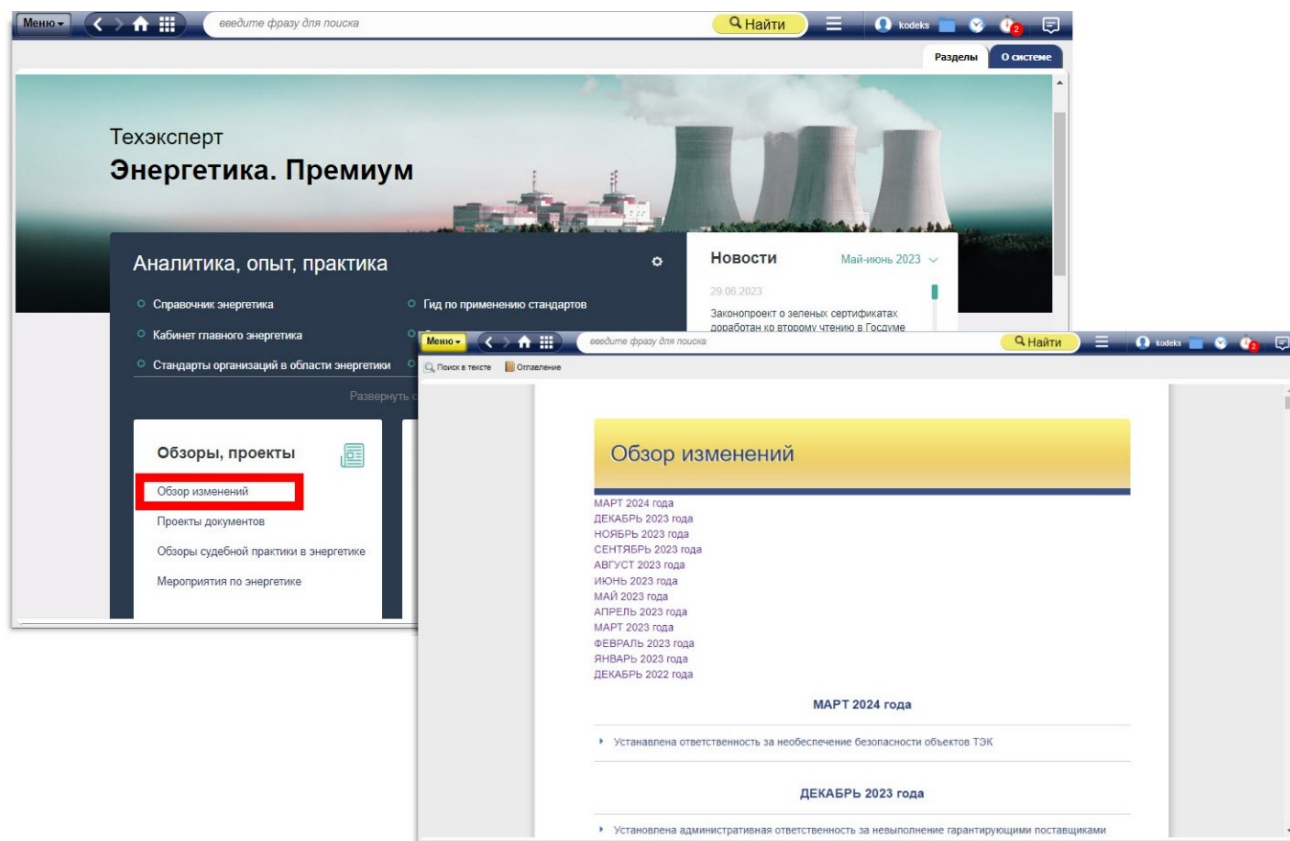 Меню
введите фразу для поиска
Найти
kodeks
2
Разделы
О системе
Техэксперт
Энергетика. Премиум
Аналитика, опыт, практика
Справочник энергетика
Кабинет главного энергетика
Стандарты организаций в области энергетики
Гид по применению стандартов
Развернуть
Новости
Май-июнь 2023
29.06.2023
Законопроект о зеленых сертификатах
доработан ко второму чтению в Госдуме
Обзоры, проекты
Обзор изменений
Проекты документов
Обзоры судебной практики в энергетике
Мероприятия по энергетике
Меню
введите фразу для поиска
Найти
kodeks
2
Поиск в тексте
Оглавление
Обзор изменений
МАРТ 2024 года
ДЕКАБРЬ 2023 года
НОЯБРЬ 2023 года
СЕНТЯБРЬ 2023 года
АВГУСТ 2023 года
ИЮНЬ 2023 года
МАЙ 2023 года
АПРЕЛЬ 2023 года
МАРТ 2023 года
ФЕВРАЛЬ 2023 года
ЯНВАРЬ 2023 года
ДЕКАБРЬ 2022 года
МАРТ 2024 года
Устанавлена ответственность за необеспечение безопасности объектов ТЭК
ДЕКАБРЬ 2023 года
Установлена административная ответственность за невыполнение гарантирующими поставщиками